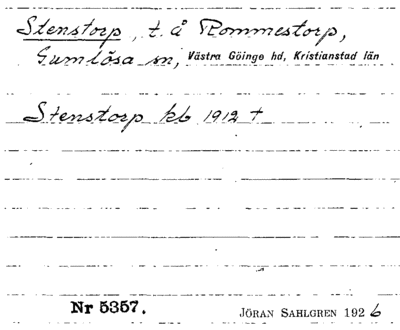 Stenstorp, t. å Rommestorp,
Gumlösa sn, Västra Göinge hd, Kristianstad län
Stenstorp kb 1912 †
Nr 5357.
JÖRAN SAHLGREN 1926